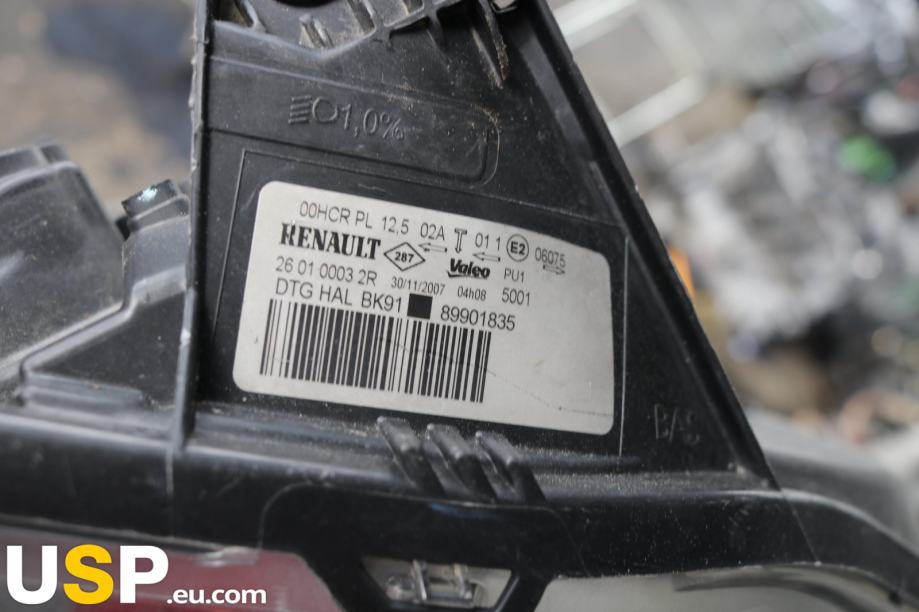 1,0%
00HCR PL 12,5 02A T 01 1 E2 06075
RENAULT 287 Valeo PU1
26 01 0003 2R 30/11/2007 04h08 5001
DTG HAL BK91 89901835
BAS
USP.eu.com